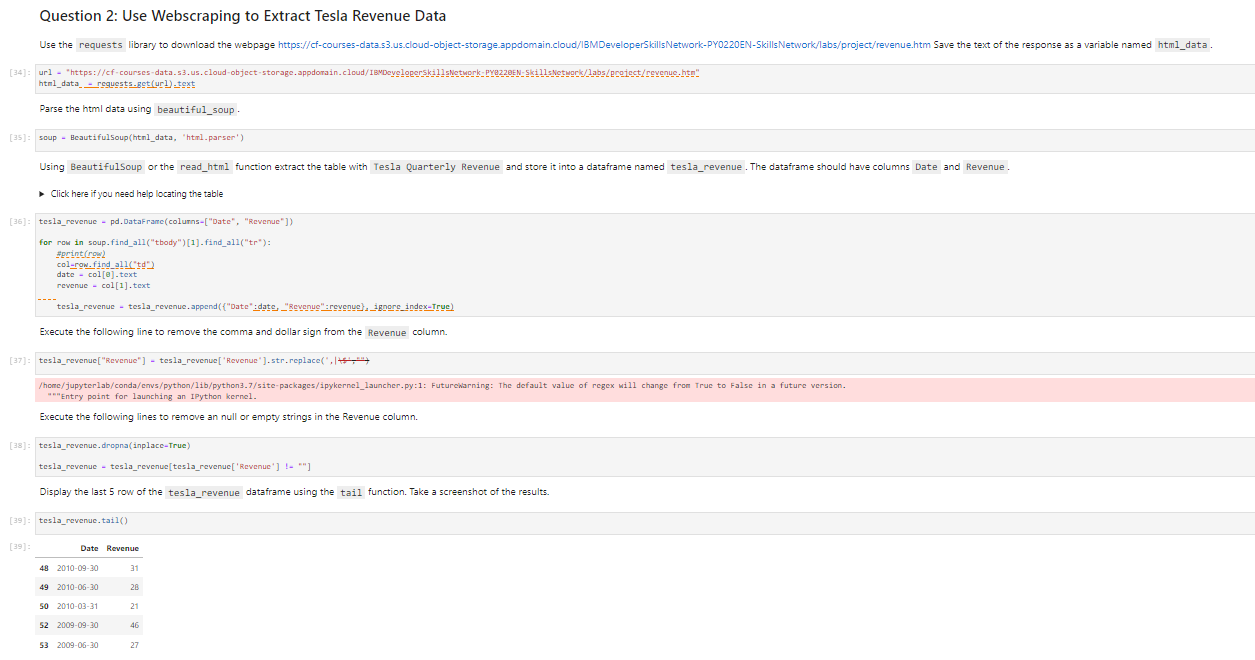 Question 2: Use Webscraping to Extract Tesla Revenue Data
Use the requests library to download the webpage https://cf-courses-data.s3.us.cloud-object-storage.appdomain.cloud/IBMDeveloperSkillsNetwork-PY0220EN-SkillsNetwork/labs/project/revenue.htm Save the text of the response as a variable named html_data.
[34]: url = "https://cf-courses-data.s3.us.cloud-object-storage.appdomain.cloud/IBMDeveloperSkillsNetwork-PY0220EN-SkillsNetwork/labs/project/revenue.htm"
html_data = requests.get(url).text
Parse the html data using beautiful_soup.
[35]: soup = BeautifulSoup(html_data, 'html.parser')
Using BeautifulSoup or the read_html function extract the table with Tesla Quarterly Revenue and store it into a dataframe named tesla_revenue. The dataframe should have columns Date and Revenue.
▶ Click here if you need help locating the table
[36]: tesla_revenue = pd.DataFrame(columns=["Date", "Revenue"])
for row in soup.find_all("tbody")[1].find_all("tr"):
#print(row)
col=row.find_all("td")
date = col[0].text
revenue = col[1].text
tesla_revenue = tesla_revenue.append({"Date":date, "Revenue":revenue}, ignore_index=True)
Execute the following line to remove the comma and dollar sign from the Revenue column.
[37]: tesla_revenue["Revenue"] = tesla_revenue['Revenue'].str.replace(',|\$',"")
/home/jupyterlab/conda/envs/python/lib/python3.7/site-packages/ipykernel_launcher.py:1: FutureWarning: The default value of regex will change from True to False in a future version.
"""Entry point for launching an IPython kernel.
Execute the following lines to remove an null or empty strings in the Revenue column.
[38]: tesla_revenue.dropna(inplace=True)
tesla_revenue = tesla_revenue[tesla_revenue['Revenue'] != ""]
Display the last 5 row of the tesla_revenue dataframe using the tail function. Take a screenshot of the results.
[39]: tesla_revenue.tail()
[39]: Date Revenue
48 2010-09-30 31
49 2010-06-30 28
50 2010-03-31 21
52 2009-09-30 46
53 2009-06-30 27